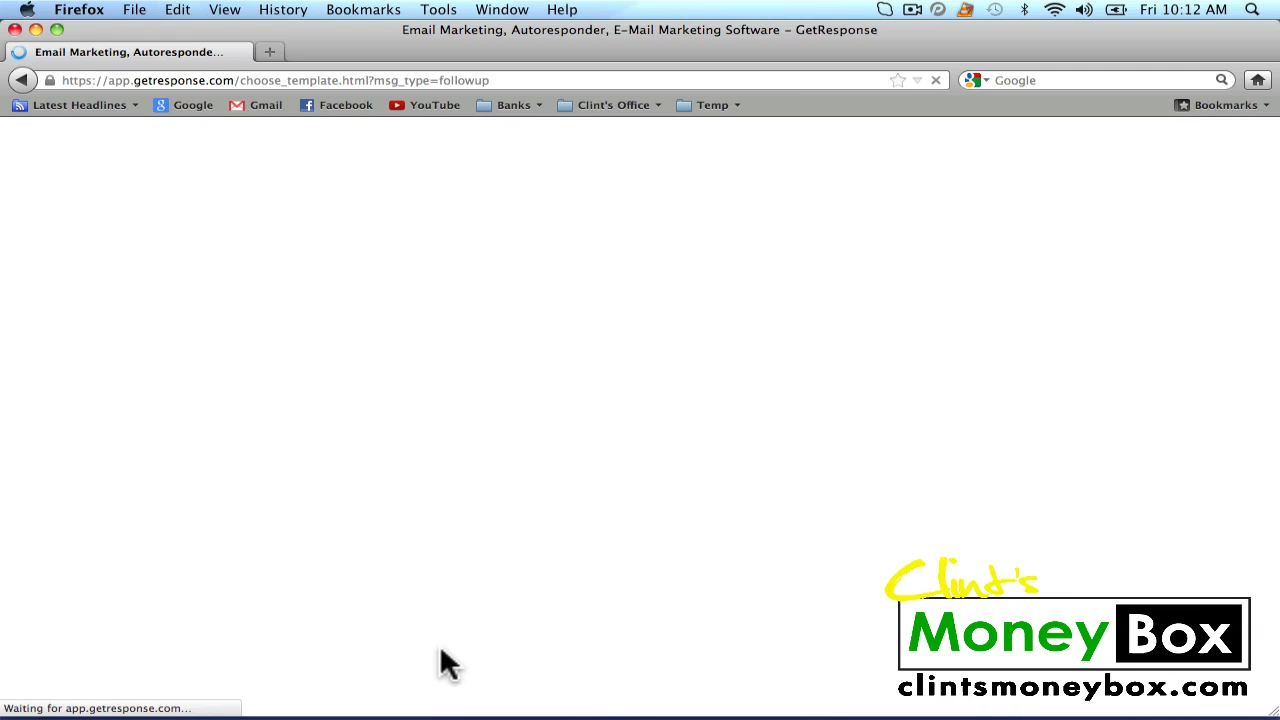 Firefox File Edit View History Bookmarks Tools Window Help Fri 10:12 AM
Email Marketing, Autoresponder, E-Mail Marketing Software - GetResponse
Email Marketing, Autoresponde...
https://app.getresponse.com/choose_template.html?msg_type=followup Google
Latest Headlines Google Gmail Facebook YouTube Banks Clint's Office Temp Bookmarks
Clint's
Money Box
clintsmoneybox.com
Waiting for app.getresponse.com...